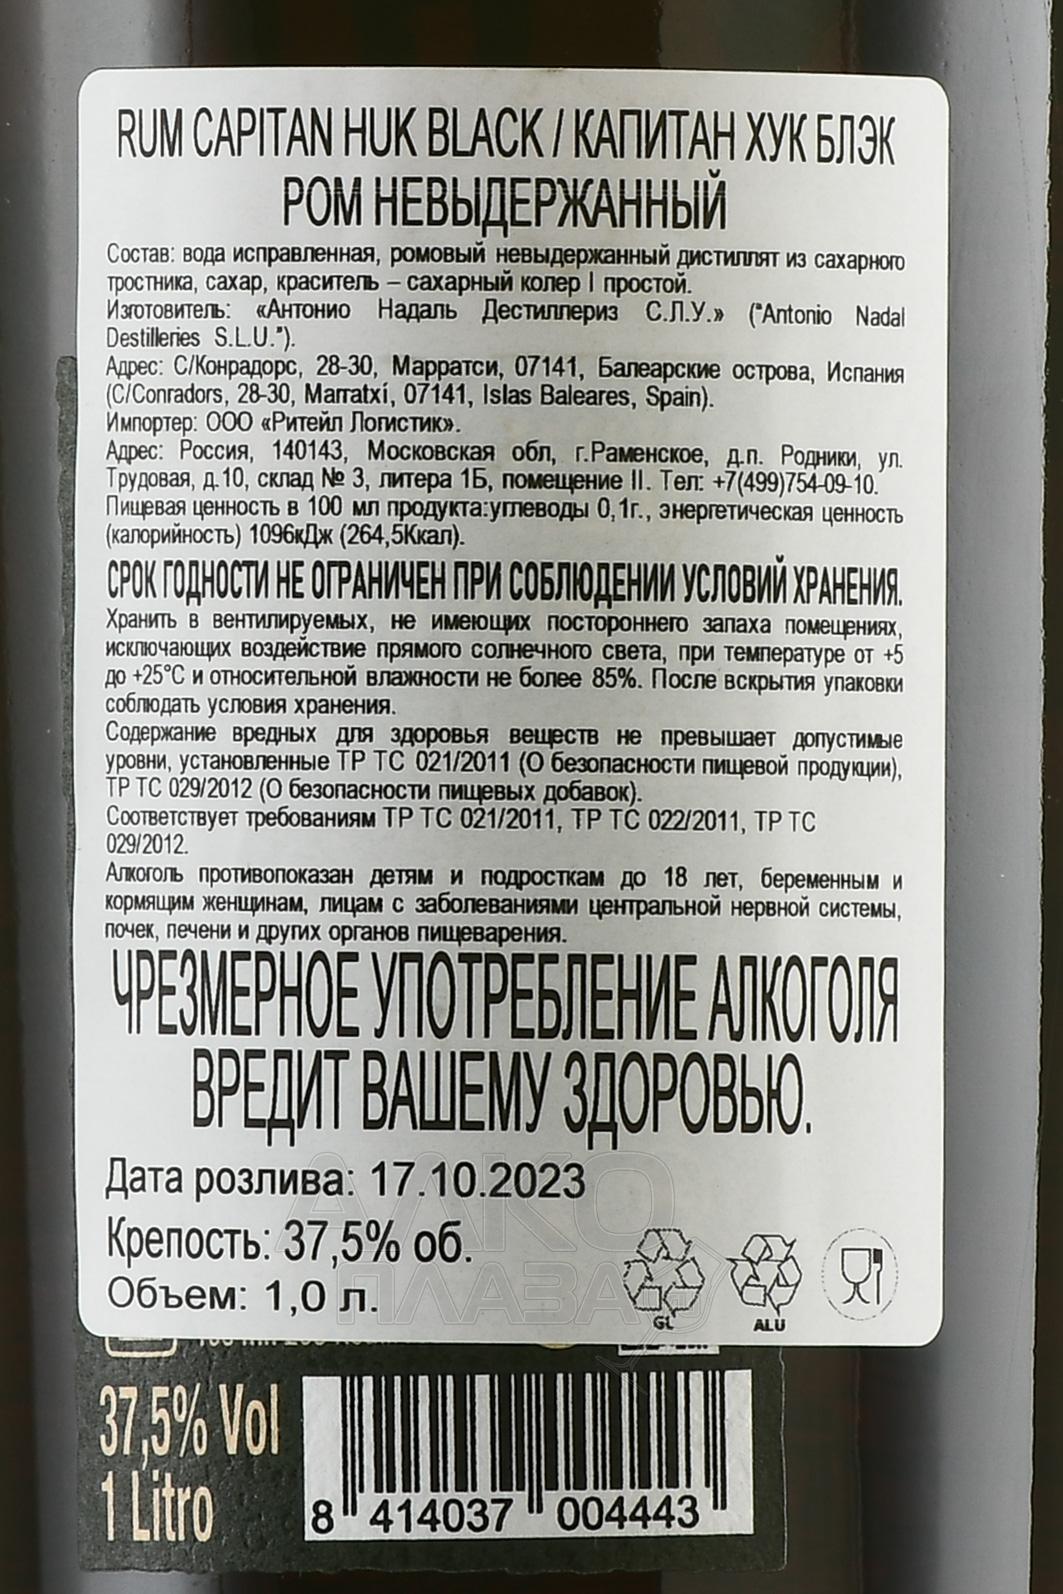 RUM CAPITAN HUK BLACK / КАПИТАН ХУК БЛЭК
РОМ НЕВЫДЕРЖАННЫЙ
Состав: вода исправленная, ромовый невыдержанный дистиллят из сахарного
тростника, сахар, краситель – сахарный колер I простой.
Изготовитель: «Антонио Надаль Дестиллериз С.Л.У.» ("Antonio Nadal
Destilleries S.L.U.").
Адрес: С/Конрадорс, 28-30, Марратси, 07141, Балеарские острова, Испания
(C/Conradors, 28-30, Marratxí, 07141, Islas Baleares, Spain).
Импортер: ООО «Ритейл Логистик».
Адрес: Россия, 140143, Московская обл, г.Раменское, д.п. Родники, ул.
Трудовая, д.10, склад № 3, литера 1Б, помещение II. Тел: +7(499)754-09-10.
Пищевая ценность в 100 мл продукта:углеводы 0,1г., энергетическая ценность
(калорийность) 1096кДж (264,5Ккал).
СРОК ГОДНОСТИ НЕ ОГРАНИЧЕН ПРИ СОБЛЮДЕНИИ УСЛОВИЙ ХРАНЕНИЯ.
Хранить в вентилируемых, не имеющих постороннего запаха помещениях,
исключающих воздействие прямого солнечного света, при температуре от +5
до +25°С и относительной влажности не более 85%. После вскрытия упаковки
соблюдать условия хранения.
Содержание вредных для здоровья веществ не превышает допустимые
уровни, установленные ТР ТС 021/2011 (О безопасности пищевой продукции),
ТР ТС 029/2012 (О безопасности пищевых добавок).
Соответствует требованиям ТР ТС 021/2011, ТР ТС 022/2011, ТР ТС
029/2012.
Алкоголь противопоказан детям и подросткам до 18 лет, беременным и
кормящим женщинам, лицам с заболеваниями центральной нервной системы,
почек, печени и других органов пищеварения.
ЧРЕЗМЕРНОЕ УПОТРЕБЛЕНИЕ АЛКОГОЛЯ
ВРЕДИТ ВАШЕМУ ЗДОРОВЬЮ.
Дата розлива: 17.10.2023
Крепость: 37,5% об.
Объем: 1,0 л.
GL
ALU
АЛКО
ПЛАЗА
37,5% Vol
1 Litro
8 414037 004443